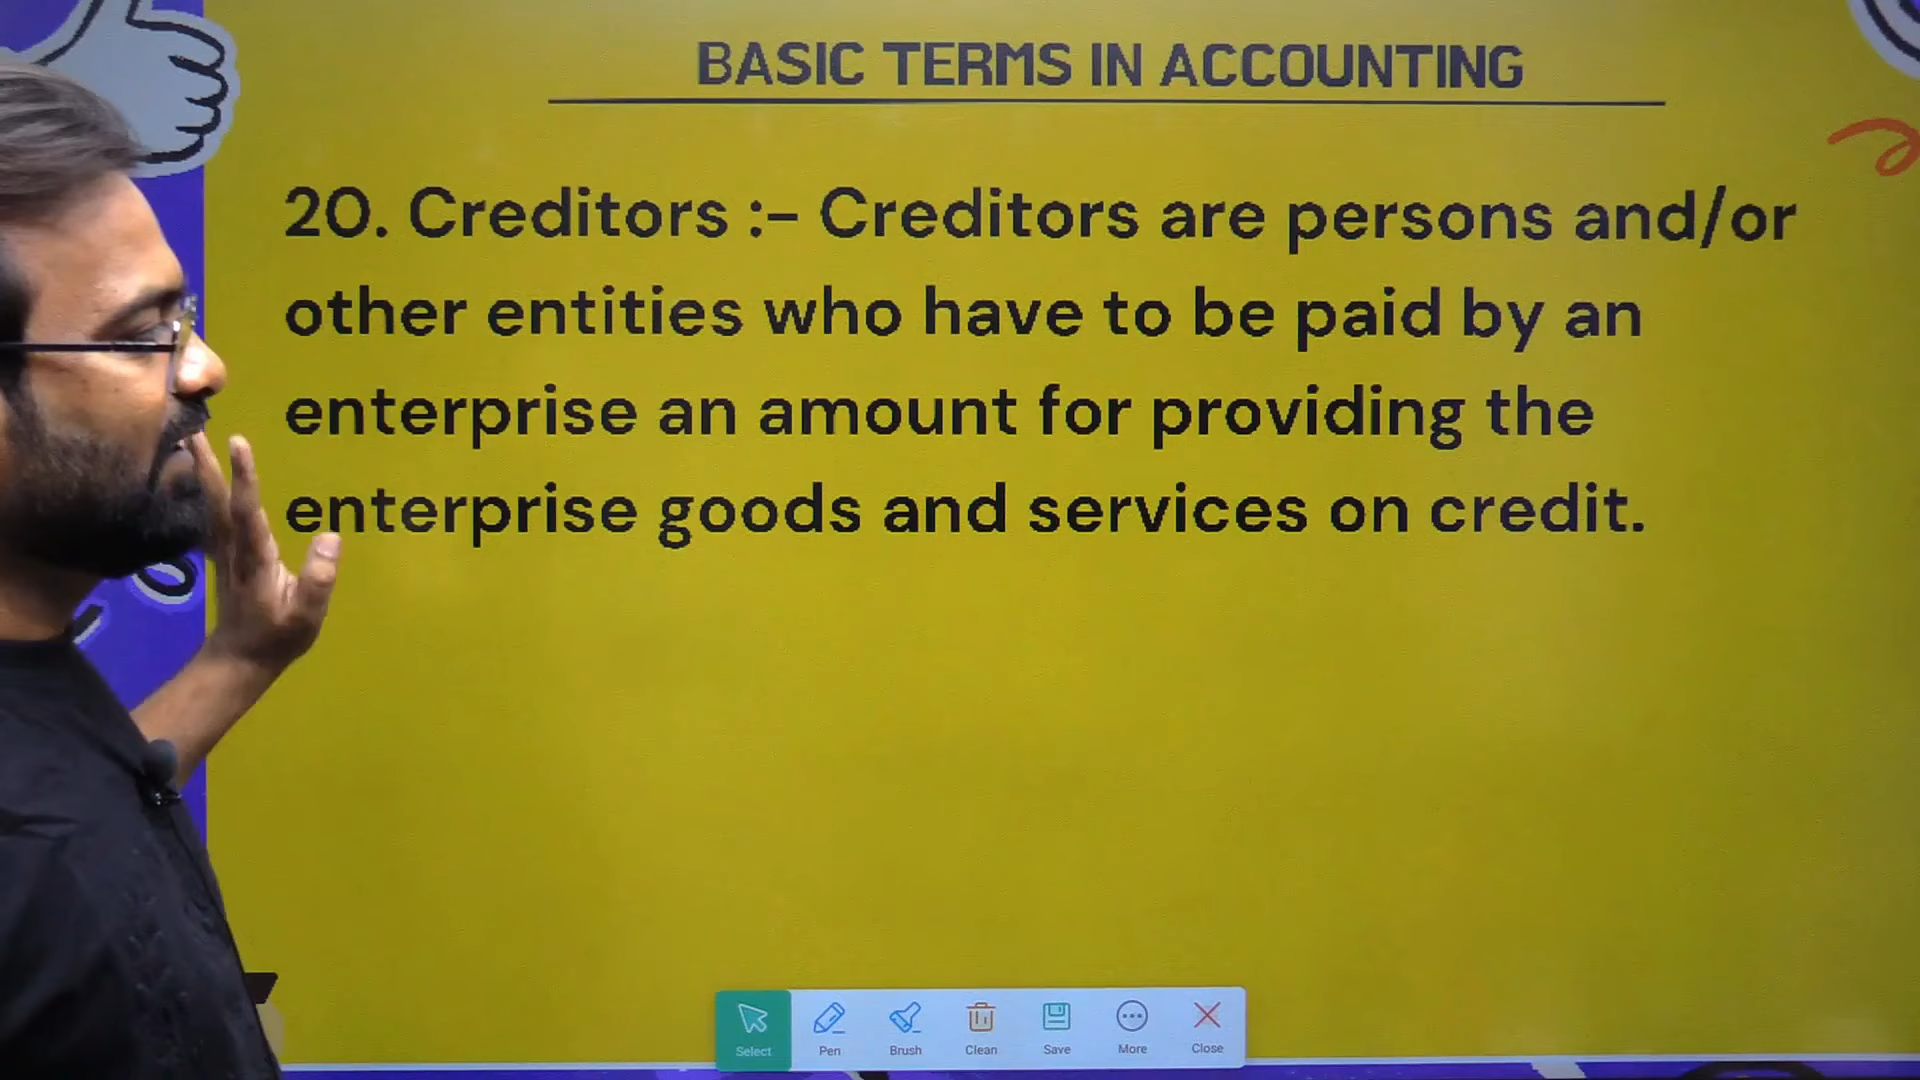 BASIC TERMS IN ACCOUNTING
20. Creditors :- Creditors are persons and/or
other entities who have to be paid by an
enterprise an amount for providing the
enterprise goods and services on credit.
Select Pen Brush Clean Save More Close